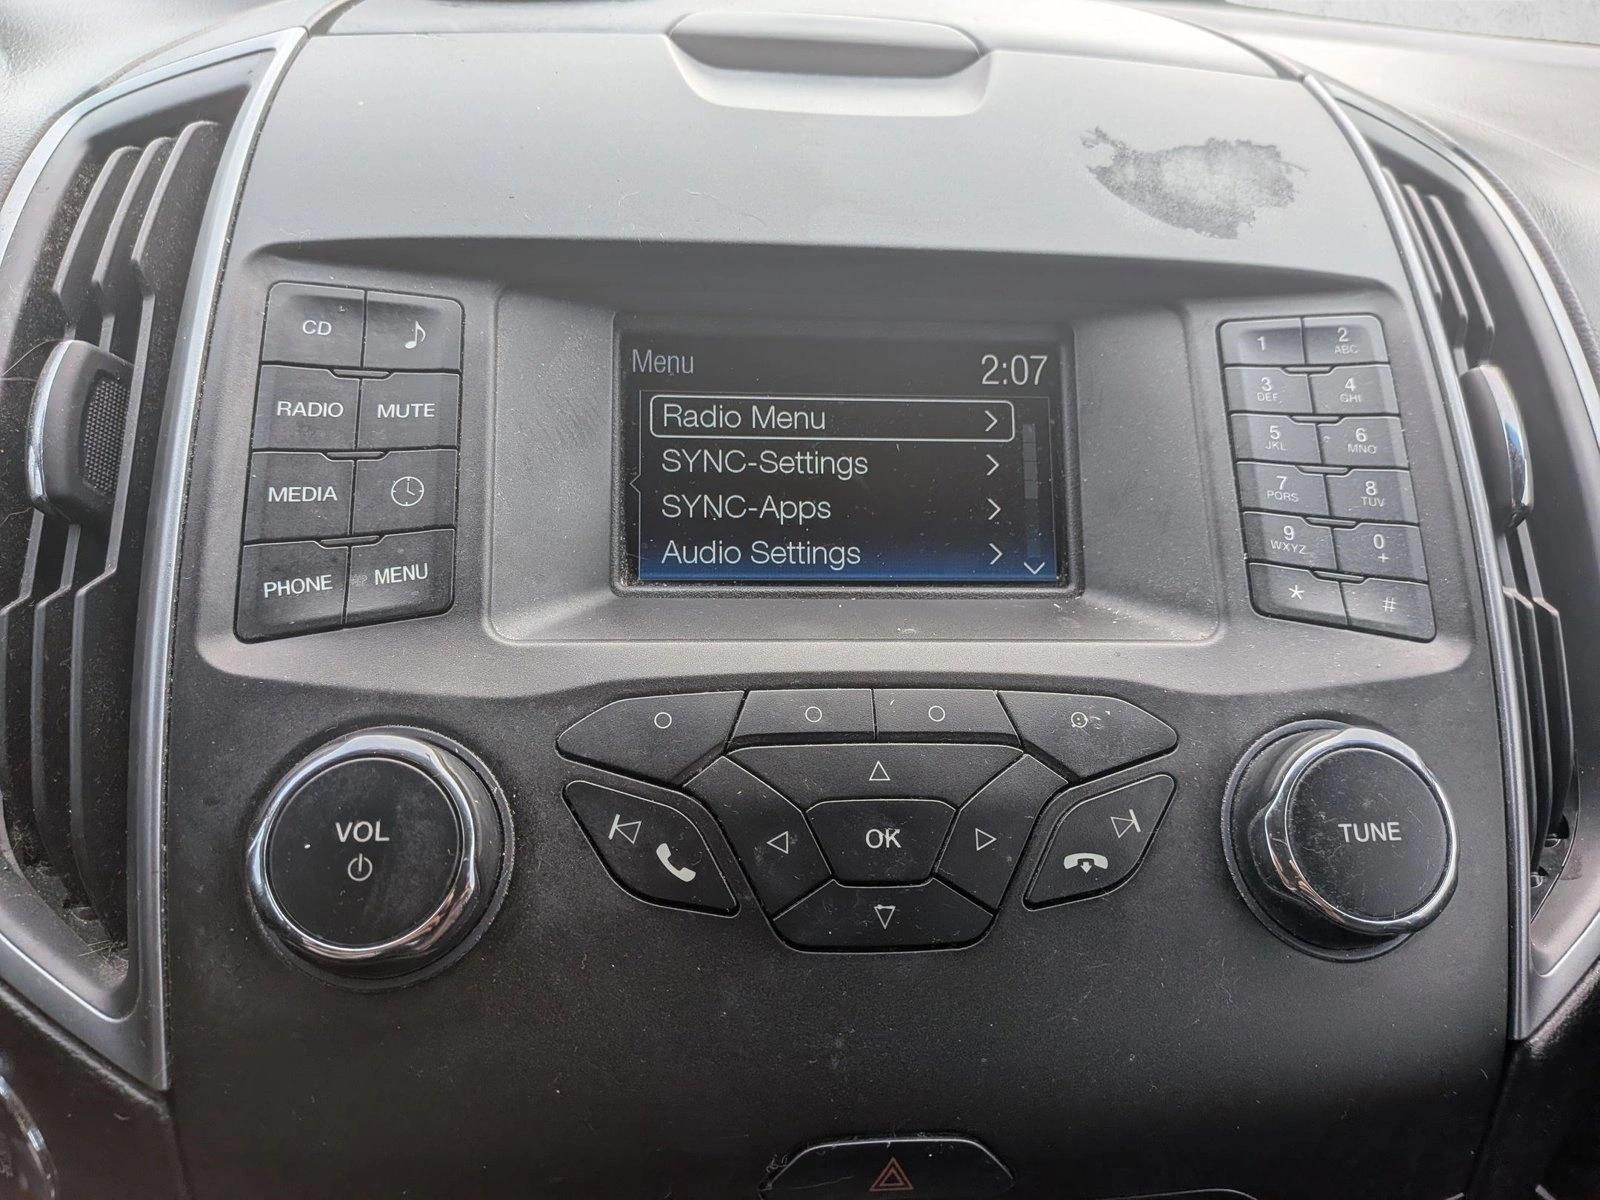 Menu 2:07
Radio Menu
SYNC-Settings
SYNC-Apps
Audio Settings
CD
RADIO MUTE
MEDIA
PHONE MENU
1 2 ABC
3 DEF 4 GHI
5 JKL 6 MNO
7 PQRS 8 TUV
9 WXYZ 0 +
* #
VOL
OK
TUNE